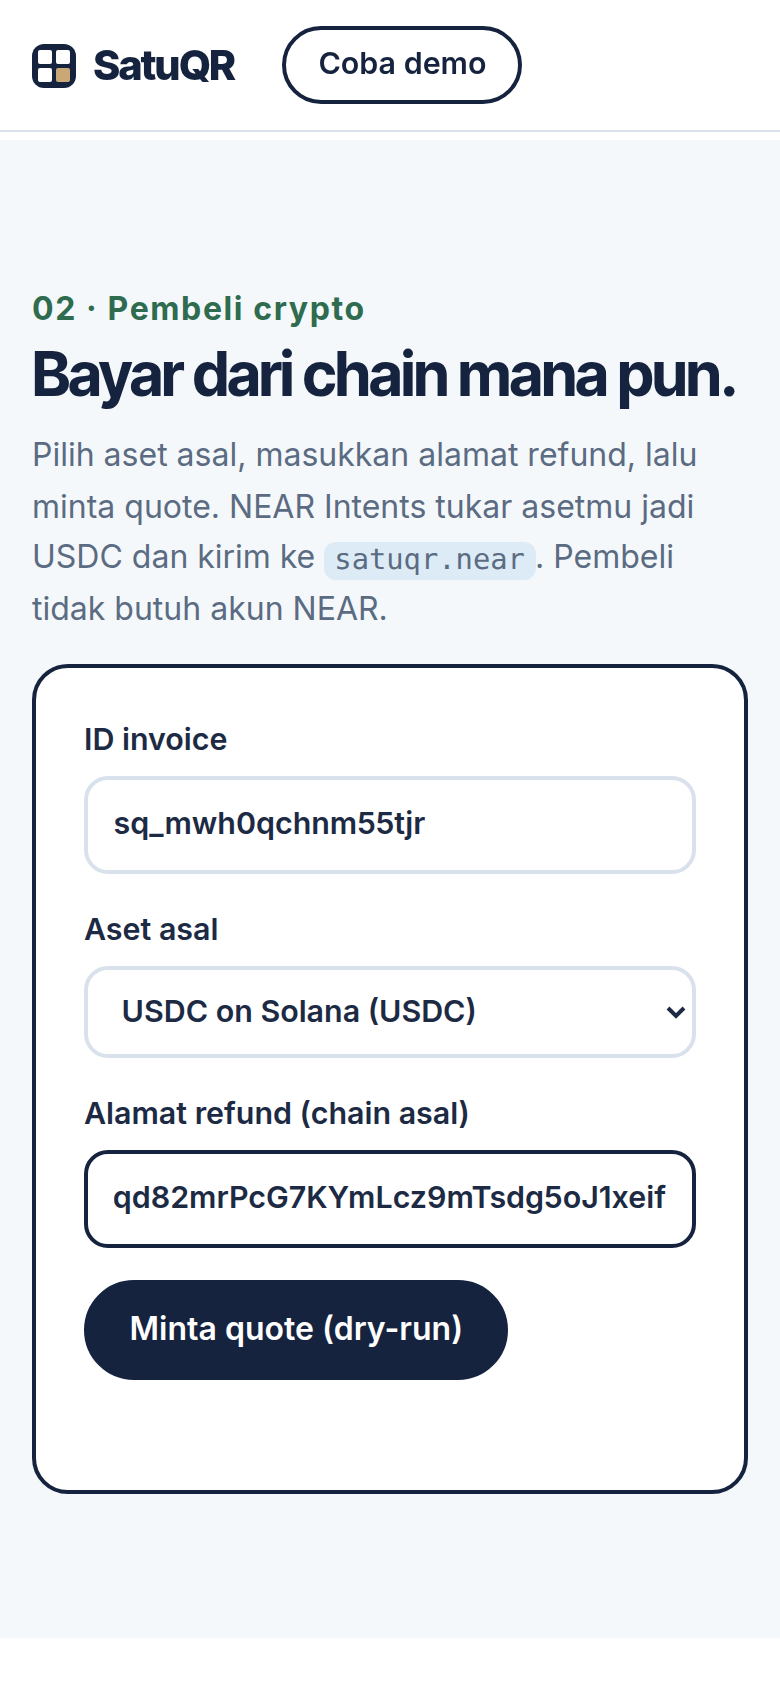 SatuQR
Coba demo
02 · Pembeli crypto
Bayar dari chain mana pun.
Pilih aset asal, masukkan alamat refund, lalu
minta quote. NEAR Intents tukar asetmu jadi
USDC dan kirim ke satuqr.near. Pembeli
tidak butuh akun NEAR.
ID invoice
sq_mwh0qchnm55tjr
Aset asal
USDC on Solana (USDC)
Alamat refund (chain asal)
qd82mrPcG7KYmLcz9mTsdg5oJ1xeif
Minta quote (dry-run)